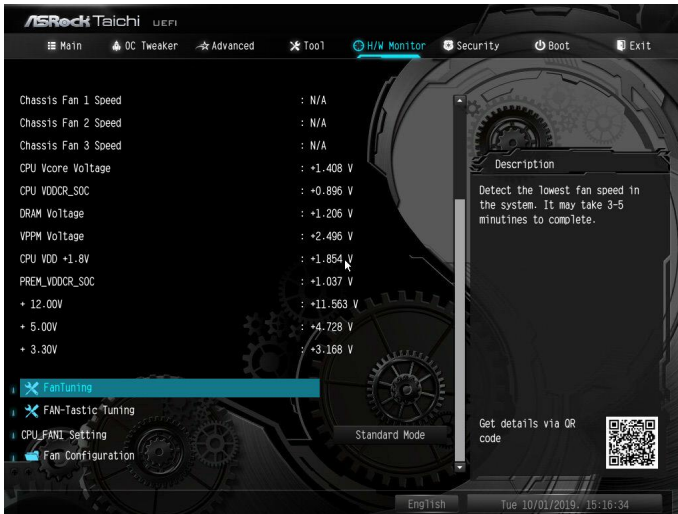 ASRock Taichi UEFI
Main OC Tweaker Advanced Tool H/W Monitor Security Boot Exit
Chassis Fan 1 Speed : N/A
Chassis Fan 2 Speed : N/A
Chassis Fan 3 Speed : N/A
CPU Vcore Voltage : +1.408 V
CPU VDDCR_SOC : +0.896 V
DRAM Voltage : +1.206 V
VPPM Voltage : +2.496 V
CPU VDD +1.8V : +1.854 V
PREM_VDDCR_SOC : +1.037 V
+ 12.00V : +11.563 V
+ 5.00V : +4.728 V
+ 3.30V : +3.168 V
FanTuning
FAN-Tastic Tuning
CPU_FAN1 Setting Standard Mode
Fan Configuration
Description
Detect the lowest fan speed in
the system. It may take 3-5
minutines to complete.
Get details via QR
code
English Tue 10/01/2019. 15:16:34